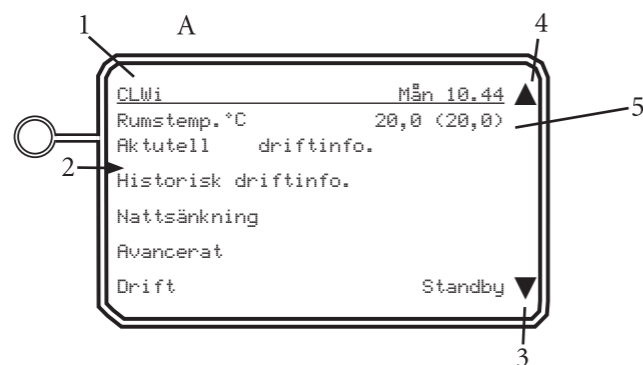 1 A 4
CLWi Mån 10.44
Rumstemp.°C 20,0 (20,0) 5
Aktutell driftinfo.
2
Historisk driftinfo.
Nattsänkning
Avancerat
Drift Standby
3